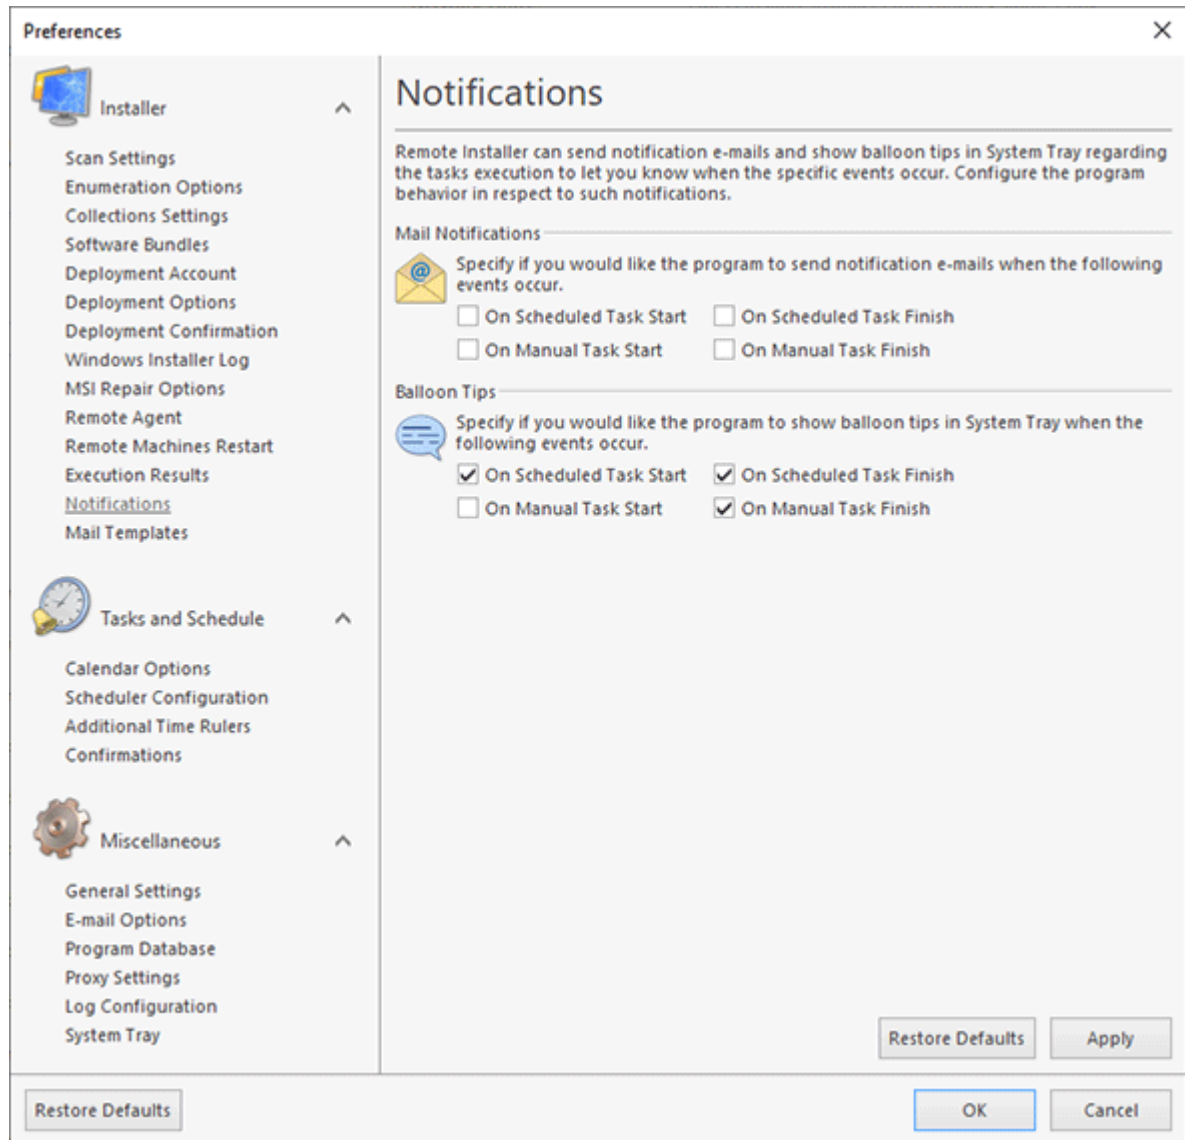 Preferences
Installer
Scan Settings
Enumeration Options
Collections Settings
Software Bundles
Deployment Account
Deployment Options
Deployment Confirmation
Windows Installer Log
MSI Repair Options
Remote Agent
Remote Machines Restart
Execution Results
Notifications
Mail Templates
Tasks and Schedule
Calendar Options
Scheduler Configuration
Additional Time Rulers
Confirmations
Miscellaneous
General Settings
E-mail Options
Program Database
Proxy Settings
Log Configuration
System Tray
Notifications
Remote Installer can send notification e-mails and show balloon tips in System Tray regarding
the tasks execution to let you know when the specific events occur. Configure the program
behavior in respect to such notifications.
Mail Notifications
Specify if you would like the program to send notification e-mails when the following
events occur.
On Scheduled Task Start On Scheduled Task Finish
On Manual Task Start On Manual Task Finish
Balloon Tips
Specify if you would like the program to show balloon tips in System Tray when the
following events occur.
On Scheduled Task Start On Scheduled Task Finish
On Manual Task Start On Manual Task Finish
Restore Defaults Apply
Restore Defaults OK Cancel